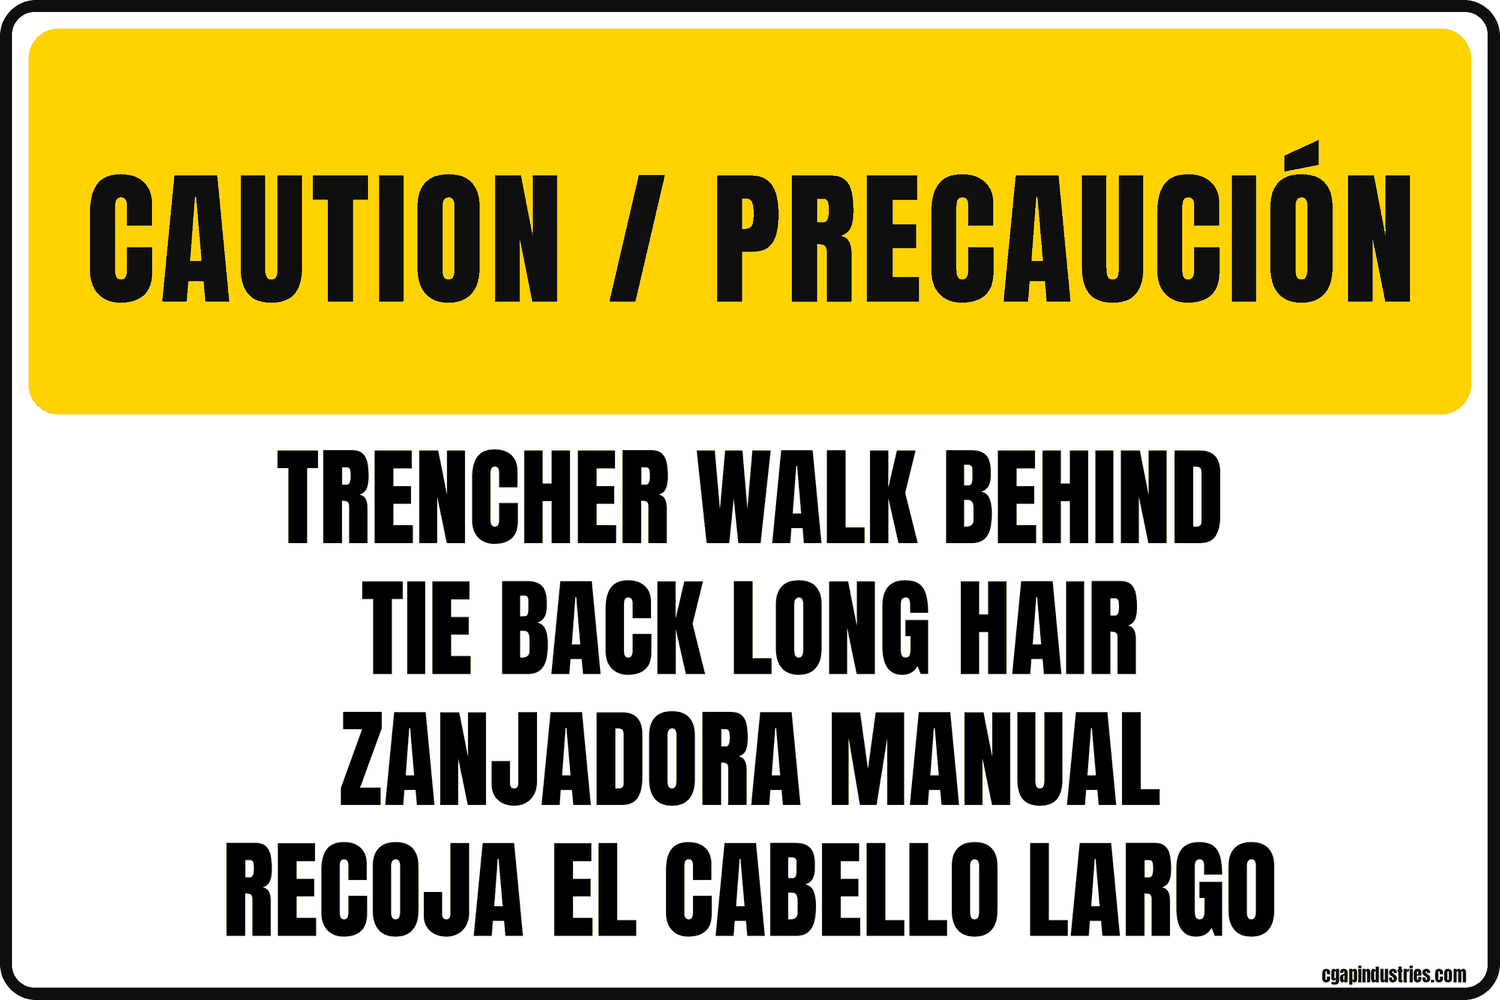 CAUTION / PRECAUCIÓN
TRENCHER WALK BEHIND
TIE BACK LONG HAIR
ZANJADORA MANUAL
RECOJA EL CABELLO LARGO
cgapindustries.com